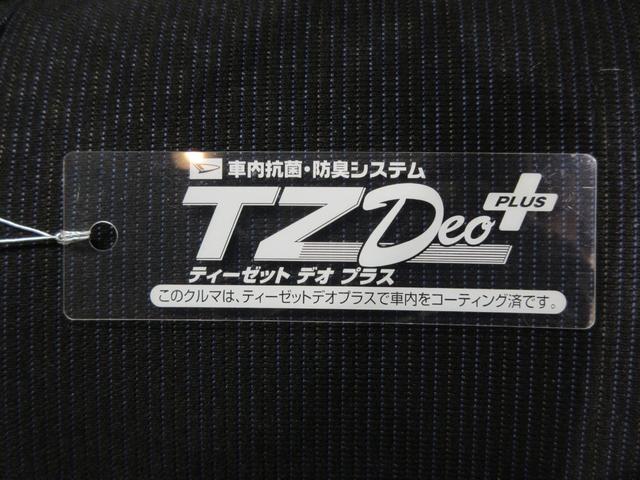 車内抗菌・防臭システム
TZ Deo PLUS
ティーゼット デオ プラス
このクルマは、ティーゼットデオプラスで車内をコーティング済です。